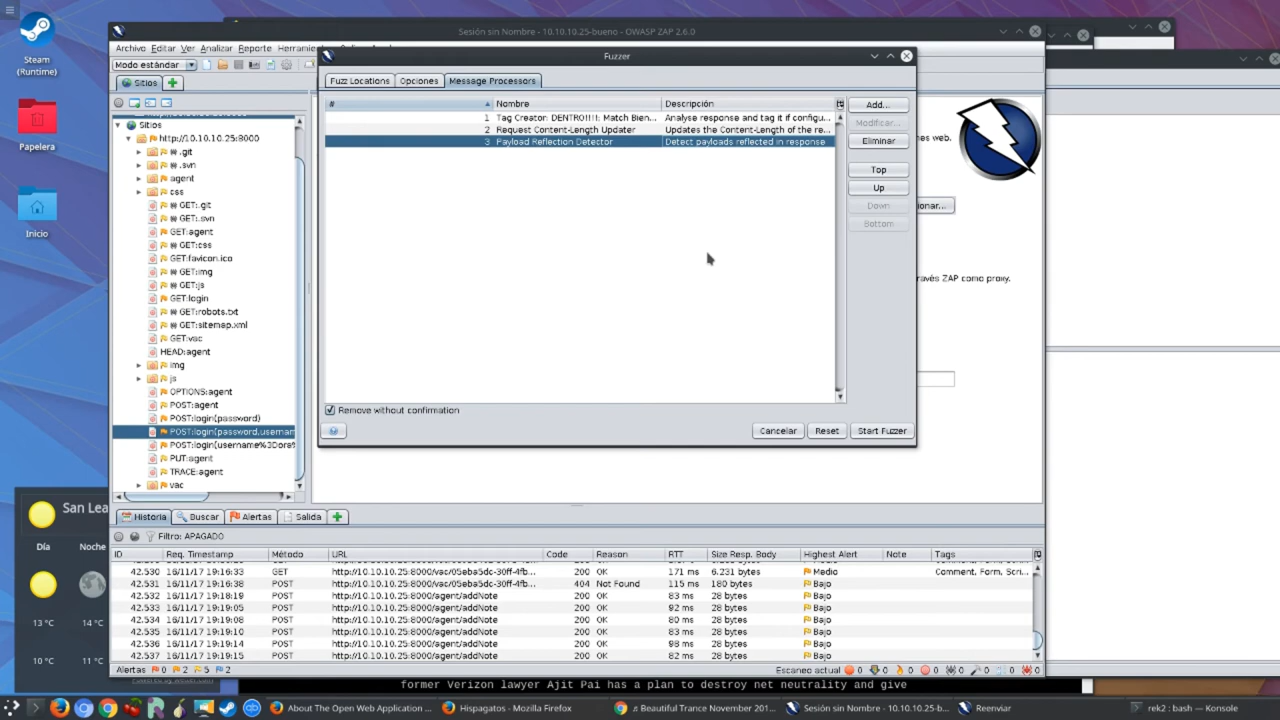 Steam
(Runtime)
Papelera
Inicio
Sesión sin Nombre - 10.10.10.25-bueno - OWASP ZAP 2.6.0
Archivo Editar Ver Analizar Reporte Herramie
Modo estándar
Sitios
Sitios
http://10.10.10.25:8000
.git
.svn
agent
css
GET:.git
GET:.svn
GET:agent
GET:css
GET:favicon.ico
GET:img
GET:js
GET:login
GET:robots.txt
GET:sitemap.xml
GET:vac
HEAD:agent
img
js
OPTIONS:agent
POST:agent
POST:login(password)
POST:login(password,usernam
POST:login(username%3Dora%
PUT:agent
TRACE:agent
vac
Fuzzer
Fuzz Locations Opciones Message Processors
# Nombre Descripción
1 Tag Creator: DENTRO!!!!: Match Bien... Analyse response and tag it if configu...
2 Request Content-Length Updater Updates the Content-Length of the re...
3 Payload Reflection Detector Detect payloads reflected in response
Add...
Modificar...
Eliminar
Top
Up
Down
Bottom
Remove without confirmation
Cancelar Reset Start Fuzzer
nes web.
ionar...
través ZAP como proxy.
San Lea
Día Noche
13 °C 14 °C
10 °C 11 °C
Historia Buscar Alertas Salida
Filtro: APAGADO
ID Req. Timestamp Método URL Code Reason RTT Size Resp. Body Highest Alert Note Tags
42.530 16/11/17 19:16:33 GET http://10.10.10.25:8000/vac/05eba5dc-30ff-4fb... 200 OK 171 ms 6.231 bytes Medio Comment, Form, Scri...
42.531 16/11/17 19:16:38 POST http://10.10.10.25:8000/vac/05eba5dc-30ff-4fb... 404 Not Found 115 ms 180 bytes Bajo
42.532 16/11/17 19:18:19 POST http://10.10.10.25:8000/agent/addNote 200 OK 83 ms 28 bytes Bajo
42.533 16/11/17 19:19:05 POST http://10.10.10.25:8000/agent/addNote 200 OK 92 ms 28 bytes Bajo
42.534 16/11/17 19:19:08 POST http://10.10.10.25:8000/agent/addNote 200 OK 80 ms 28 bytes Bajo
42.535 16/11/17 19:19:10 POST http://10.10.10.25:8000/agent/addNote 200 OK 83 ms 28 bytes Bajo
42.536 16/11/17 19:19:14 POST http://10.10.10.25:8000/agent/addNote 200 OK 98 ms 28 bytes Bajo
42.537 16/11/17 19:19:15 POST http://10.10.10.25:8000/agent/addNote 200 OK 82 ms 28 bytes Bajo
Alertas 0 2 5 2 Escaneo actual 0 0 0 0 0 0 0 0
former Verizon lawyer Ajit Pai has a plan to destroy net neutrality and give
About The Open Web Application ... Hispagatos - Mozilla Firefox Beautiful Trance November 201... Sesión sin Nombre - 10.10.10.25-b... Reenviar rek2 : bash — Konsole